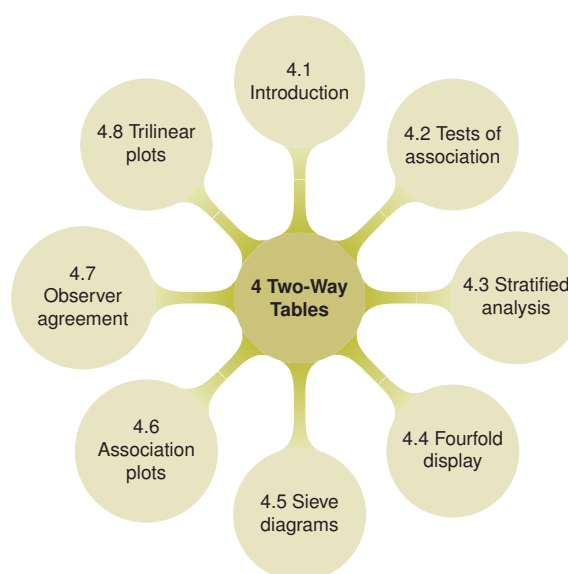 4.1
Introduction
4.2 Tests of
association
4.3 Stratified
analysis
4.4 Fourfold
display
4.5 Sieve
diagrams
4.6
Association
plots
4.7
Observer
agreement
4.8 Trilinear
plots
4 Two-Way
Tables